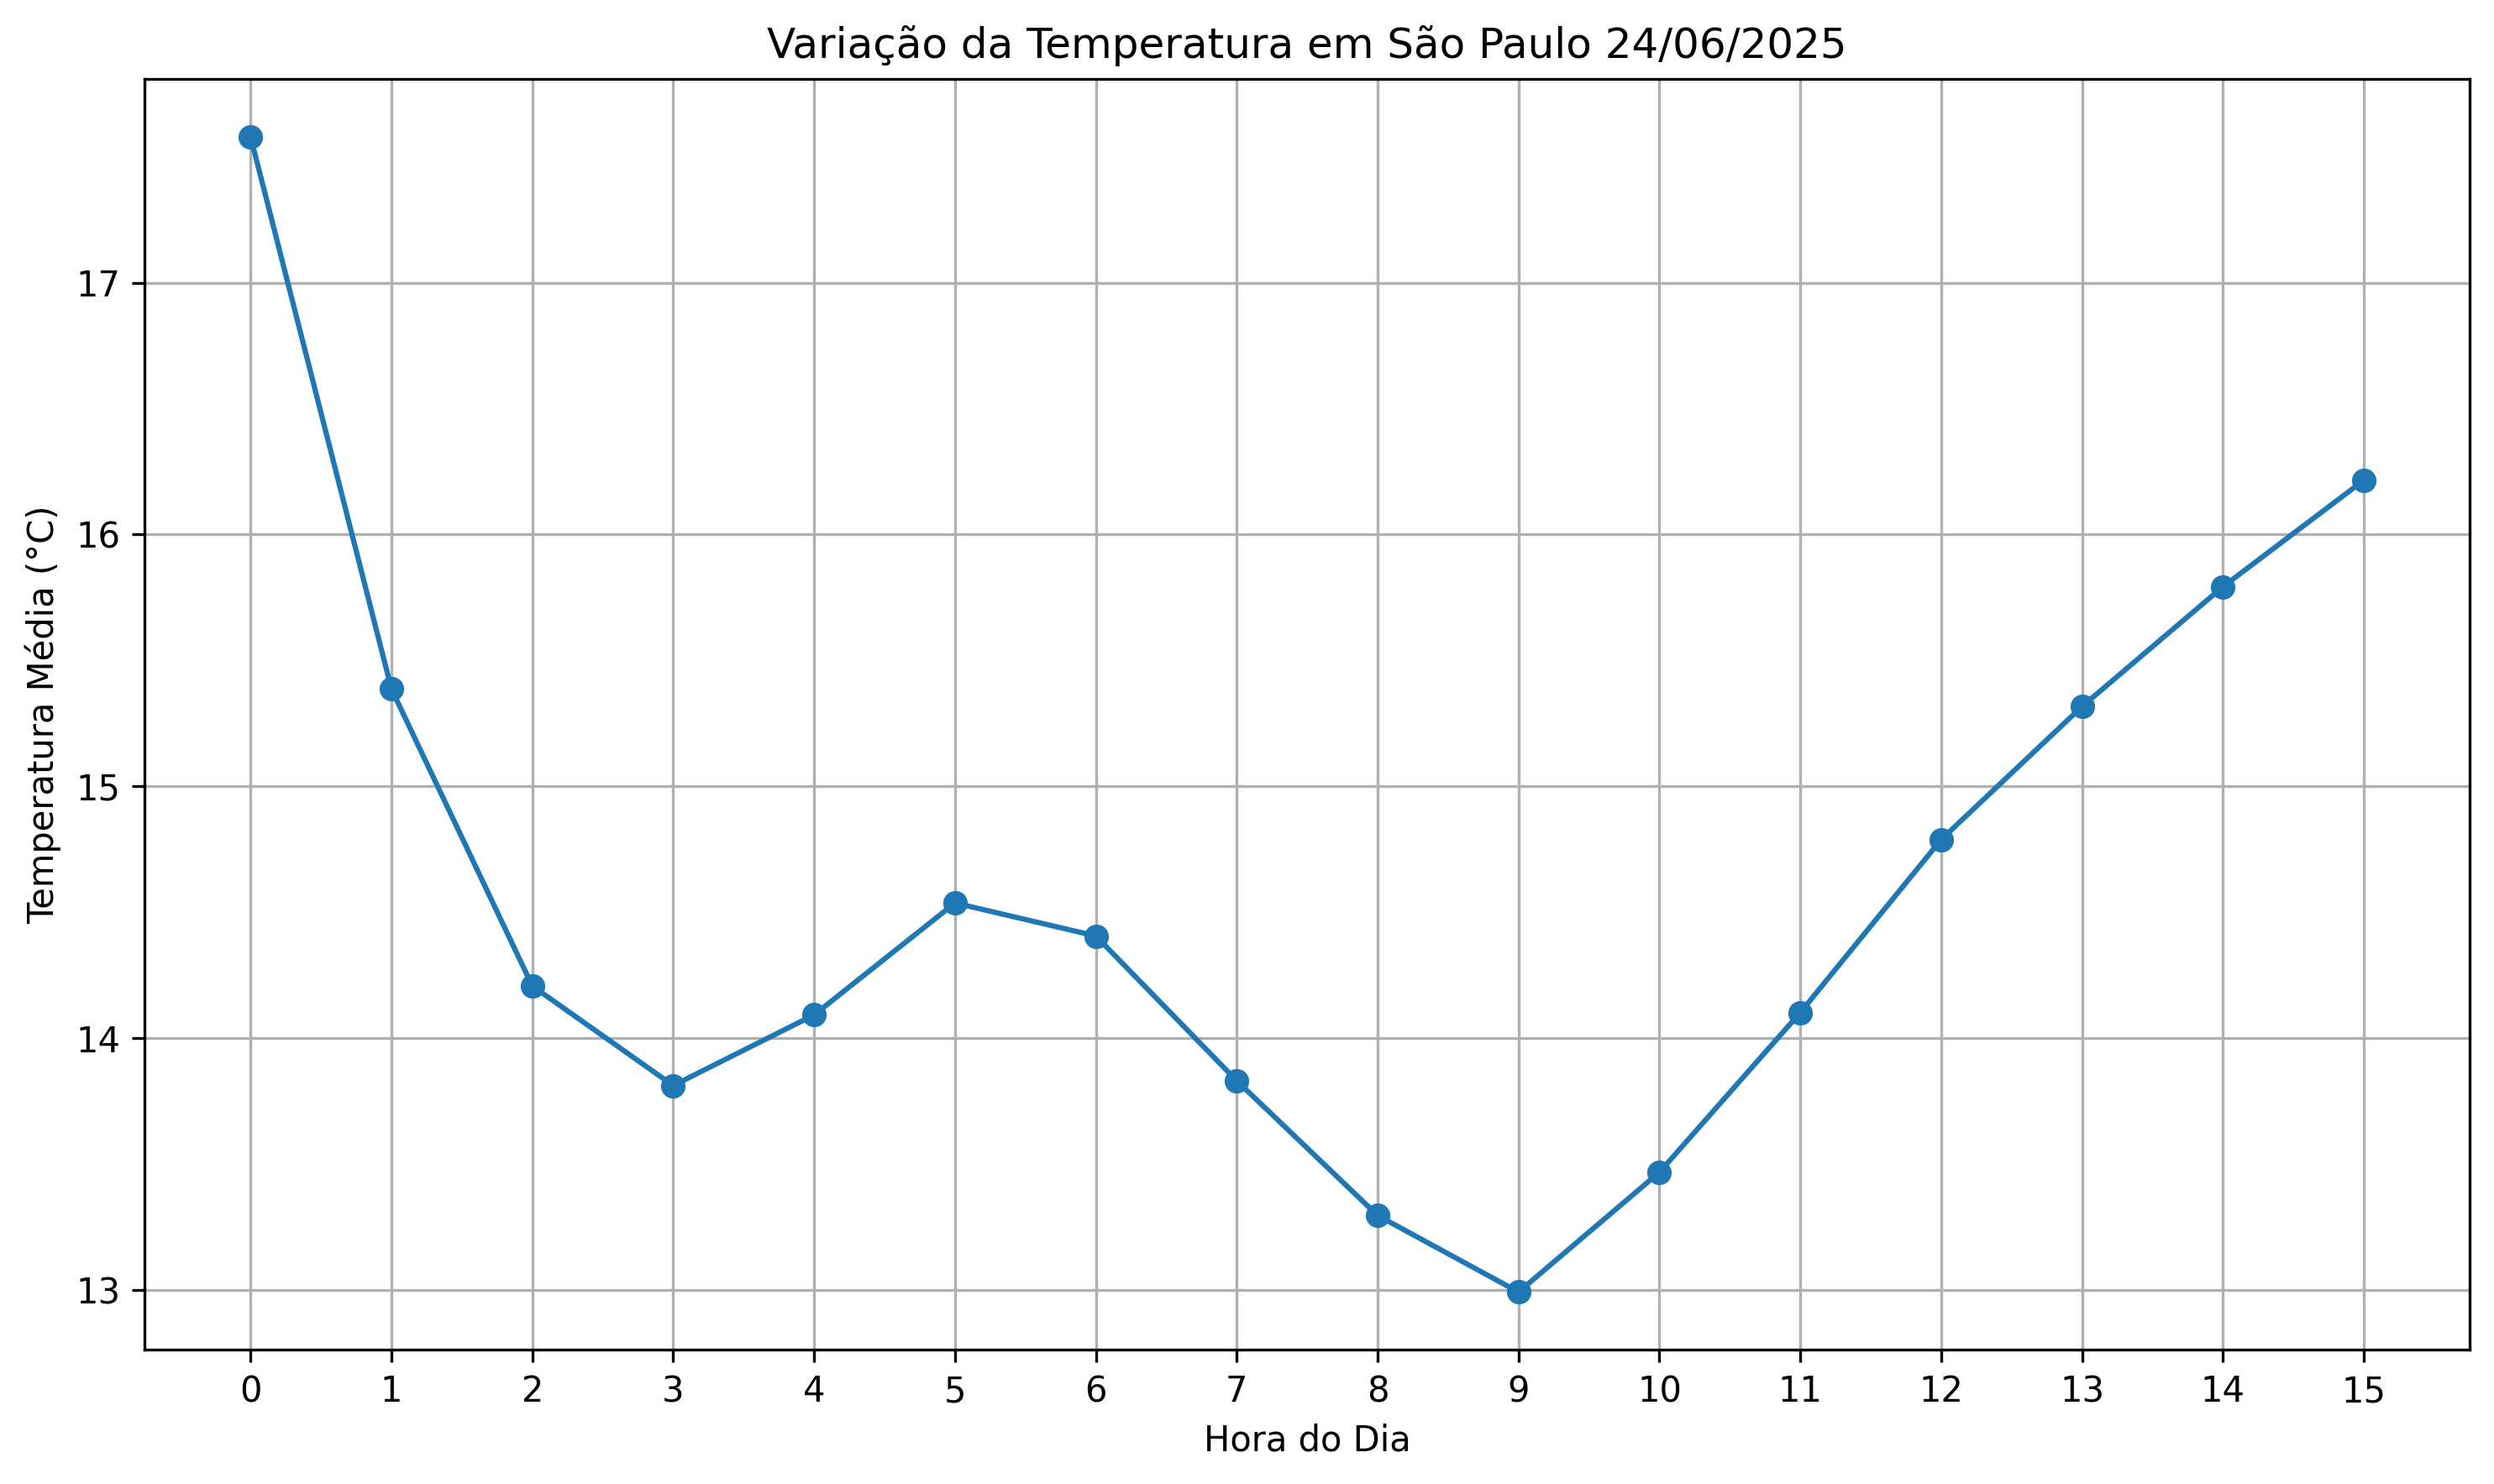 Variação da Temperatura em São Paulo 24/06/2025
Temperatura Média (°C)
17
16
15
14
13
0 1 2 3 4 5 6 7 8 9 10 11 12 13 14 15
Hora do Dia